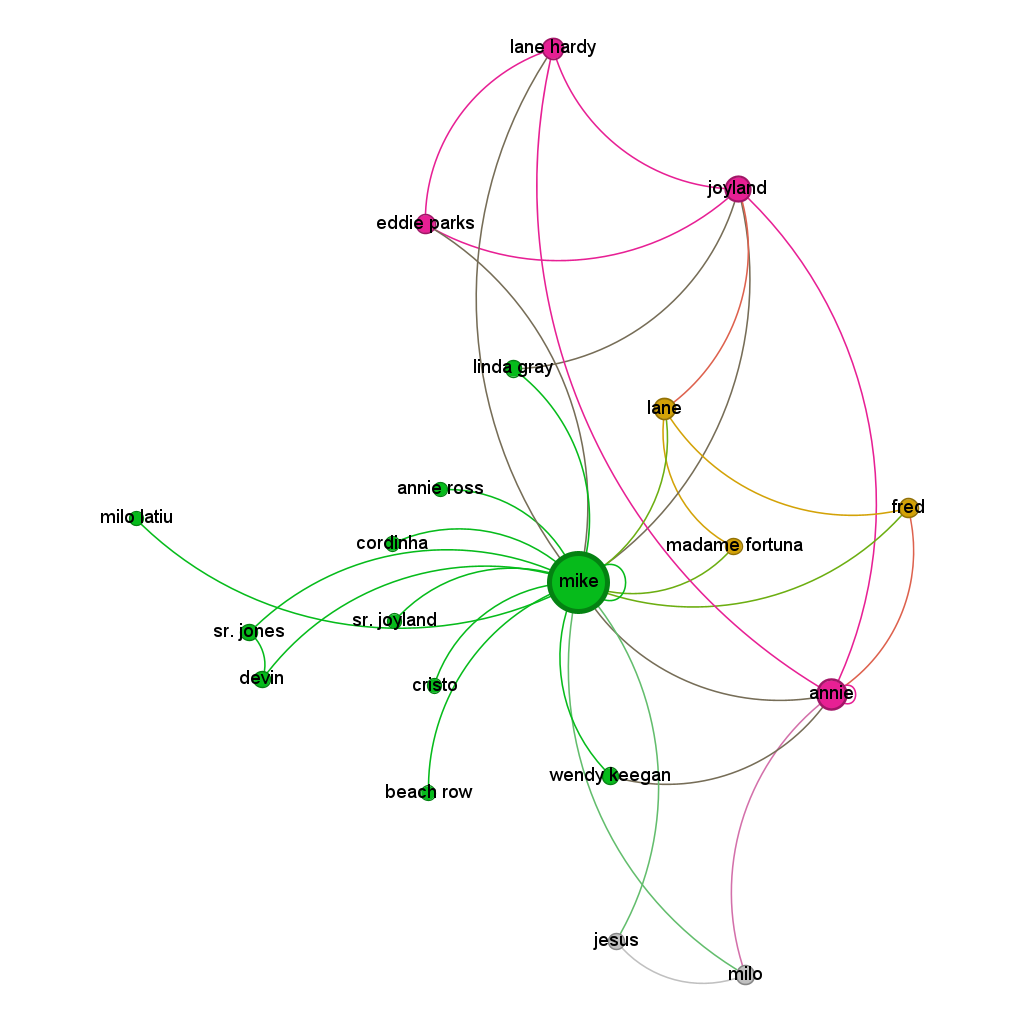 lane hardy
joyland
eddie parks
linda gray
lane
annie ross
fred
milo latiu
cordinha
madame fortuna
mike
sr. joyland
sr. jones
devin
cristo
annie
wendy keegan
beach row
jesus
milo